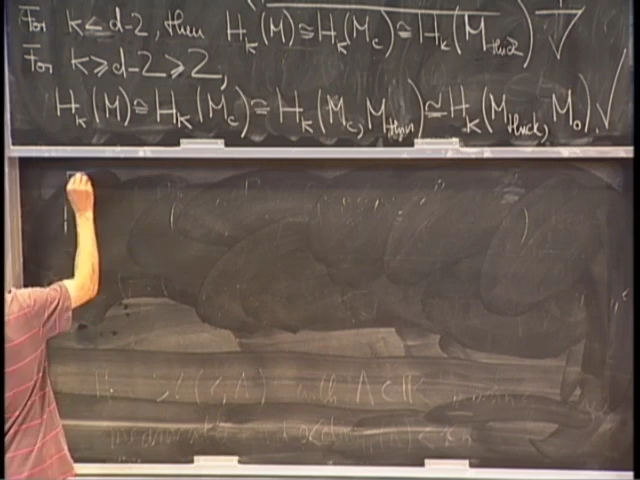 For k ≤ d-2, then H_k(M) ≅ H_k(M_c) ≅ H_k(M_thick) √
For k ≥ d-2 ≥ 2,
H_k(M) ≅ H_k(M_c) ≅ H_k(M_c, M_thin) ≅ H_k(M_thick, M_0). √